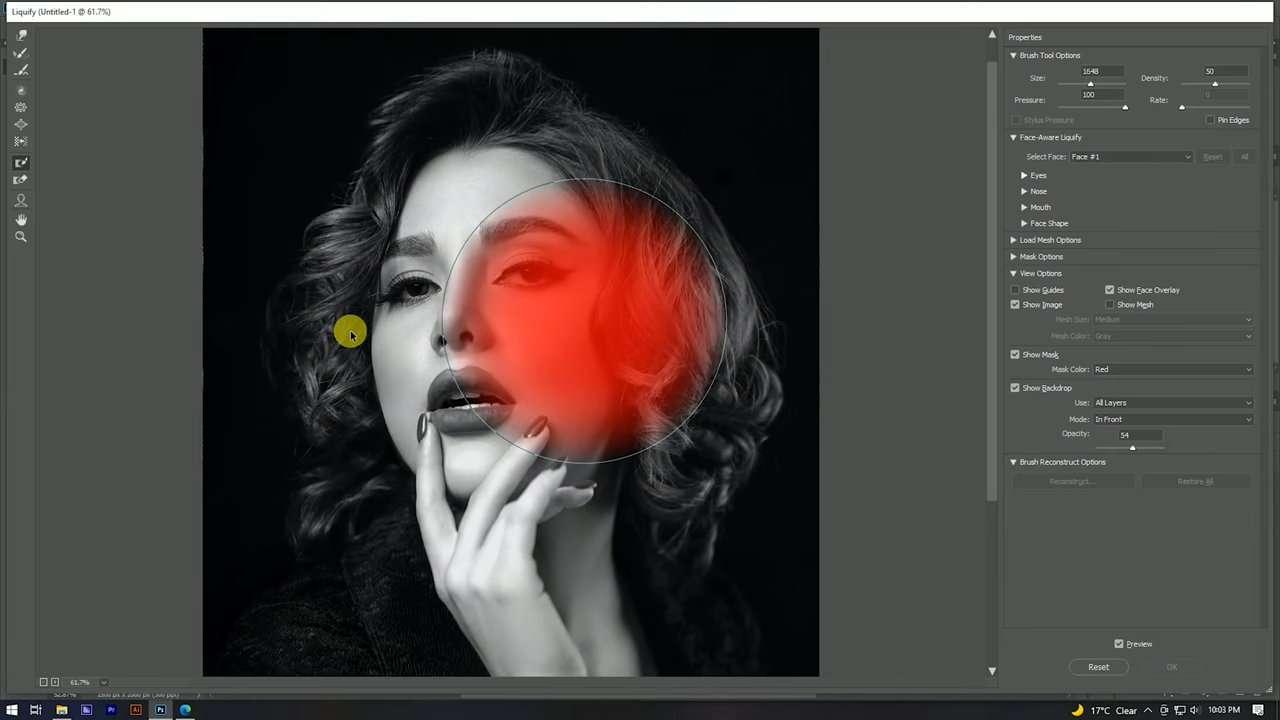 Liquify (Untitled-1 @ 61.7%)
Properties
Brush Tool Options
Size: 1648 Density: 50
Pressure: 100 Rate: 0
Stylus Pressure Pin Edges
Face-Aware Liquify
Select Face: Face #1 Reset All
Eyes
Nose
Mouth
Face Shape
Load Mesh Options
Mask Options
View Options
Show Guides Show Face Overlay
Show Image Show Mesh
Mesh Size: Medium
Mesh Color: Gray
Show Mask
Mask Color: Red
Show Backdrop
Use: All Layers
Mode: In Front
Opacity: 54
Brush Reconstruct Options
Reconstruct... Restore All
Preview
Reset OK
61.7%
17°C Clear 10:03 PM